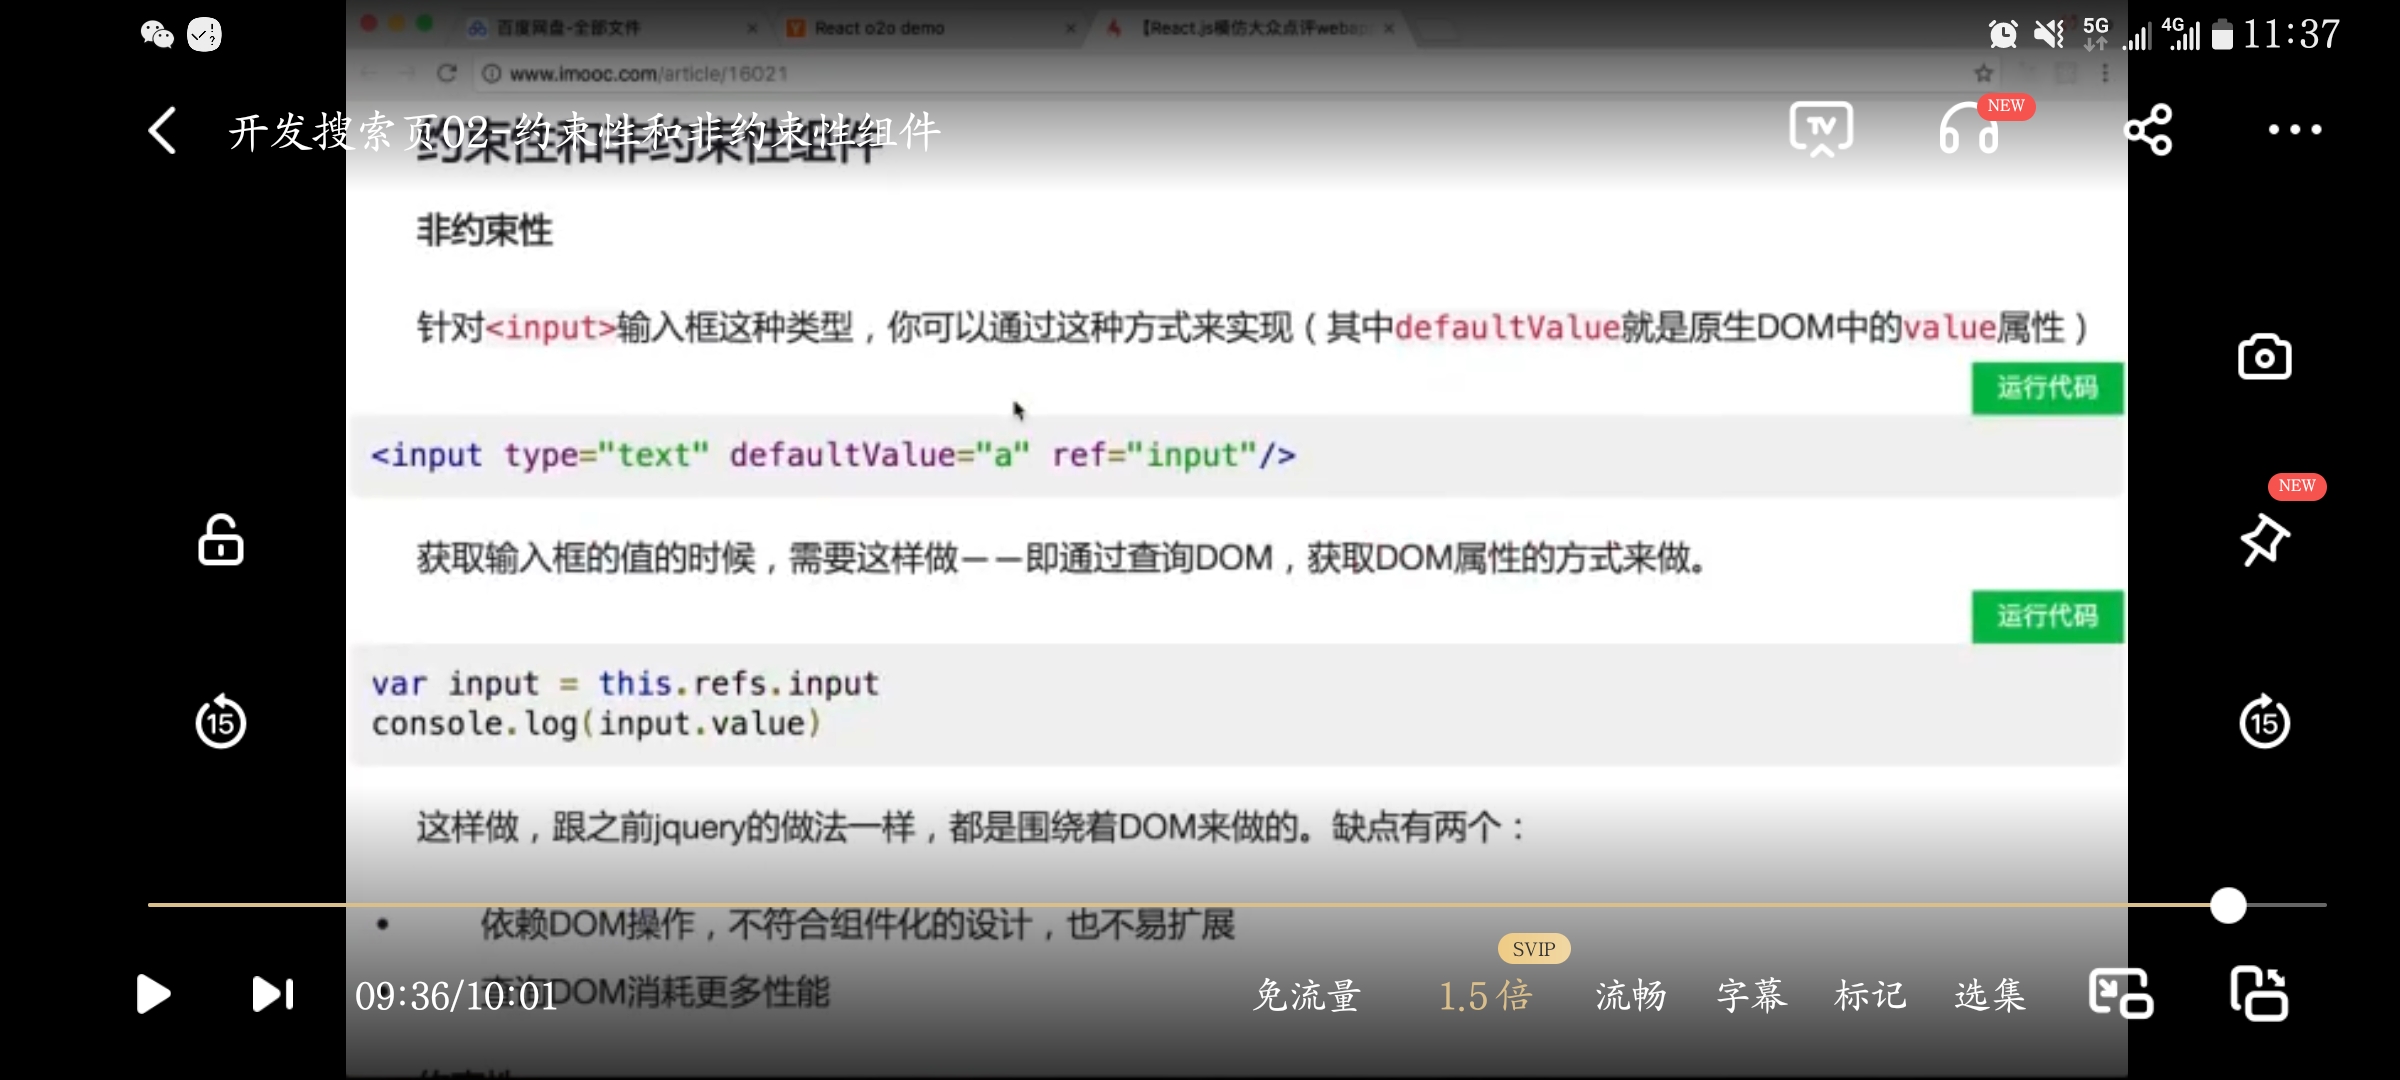 百度网盘-全部文件
React o2o demo
【React.js模仿大众点评weba
5G
4G
11:37
www.imooc.com/article/16021
开发搜索页02-约束性和非约束性组件
约束性和非约束性组件
NEW
TV
非约束性
针对<input>输入框这种类型，你可以通过这种方式来实现（其中defaultValue就是原生DOM中的value属性）
运行代码
<input type="text" defaultValue="a" ref="input"/>
NEW
获取输入框的值的时候，需要这样做——即通过查询DOM，获取DOM属性的方式来做。
运行代码
var input = this.refs.input
console.log(input.value)
15
15
这样做，跟之前jquery的做法一样，都是围绕着DOM来做的。缺点有两个：
• 依赖DOM操作，不符合组件化的设计，也不易扩展
DOM消耗更多性能
SVIP
09:36/10:01
免流量
1.5倍
流畅
字幕
标记
选集